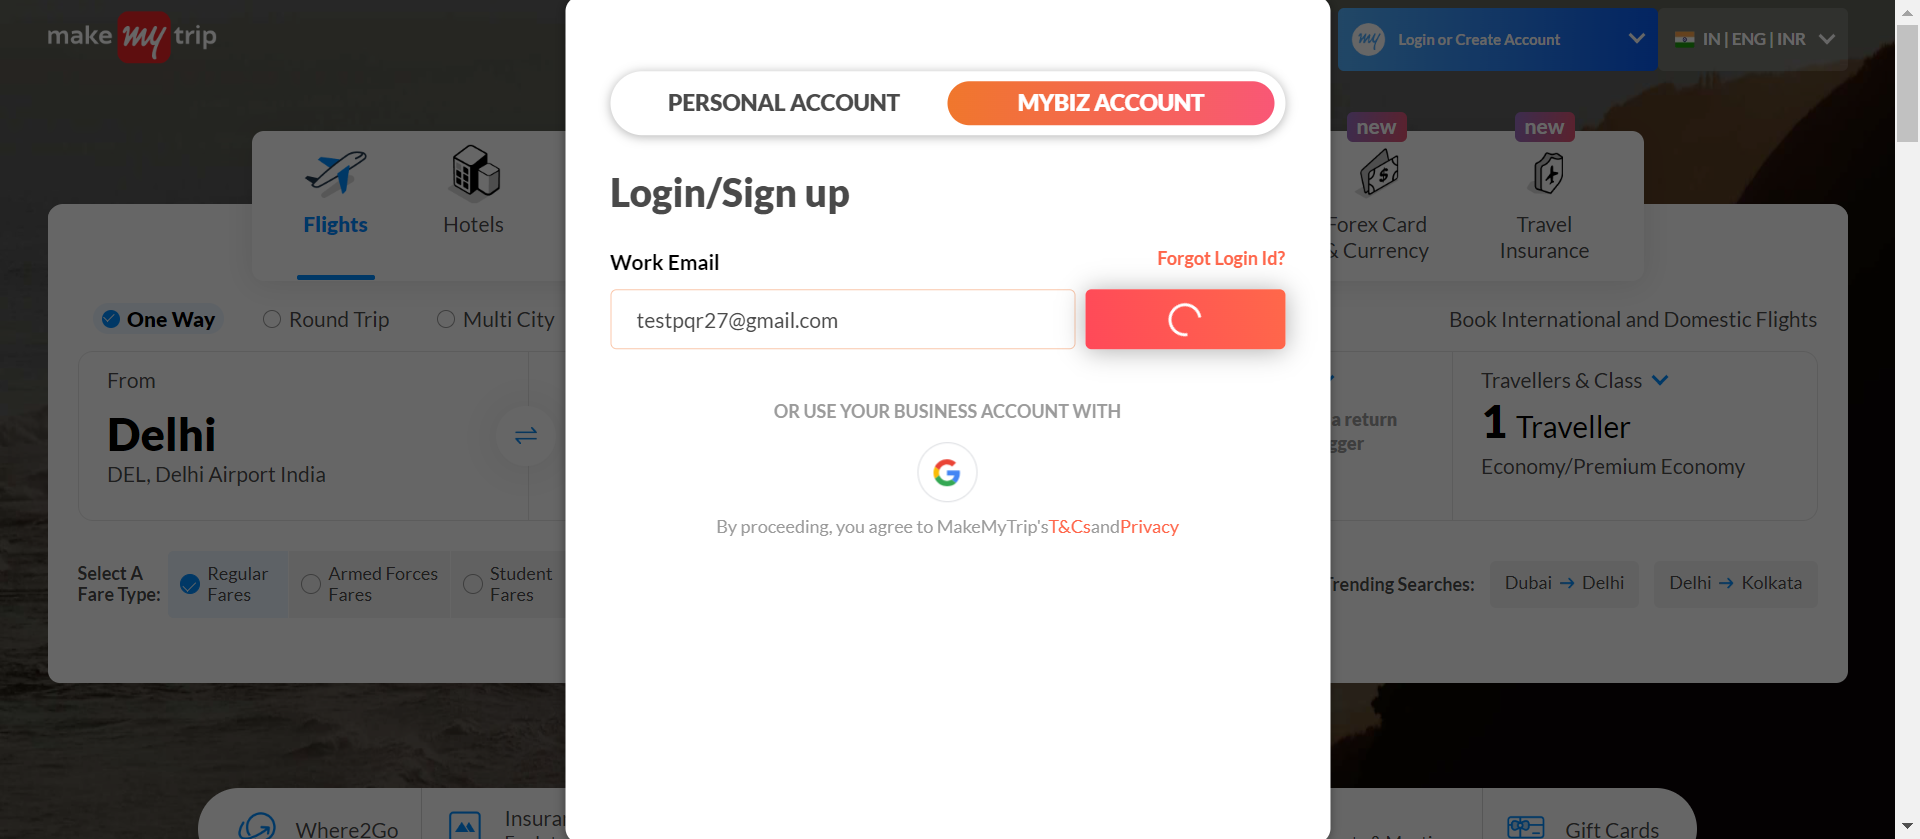 make my trip
Login or Create Account
IN | ENG | INR
PERSONAL ACCOUNT
MYBIZ ACCOUNT
new
new
Flights
Hotels
Forex Card
& Currency
Travel
Insurance
Login/Sign up
Work Email
Forgot Login Id?
testpqr27@gmail.com
One Way
Round Trip
Multi City
Book International and Domestic Flights
From
Delhi
DEL, Delhi Airport India
a return
Travellers & Class
1 Traveller
Economy/Premium Economy
OR USE YOUR BUSINESS ACCOUNT WITH
By proceeding, you agree to MakeMyTrip'sT&CsandPrivacy
Select A
Fare Type:
Regular
Fares
Armed Forces
Fares
Student
Fares
Trending Searches:
Dubai → Delhi
Delhi → Kolkata
Where2Go
Gift Cards